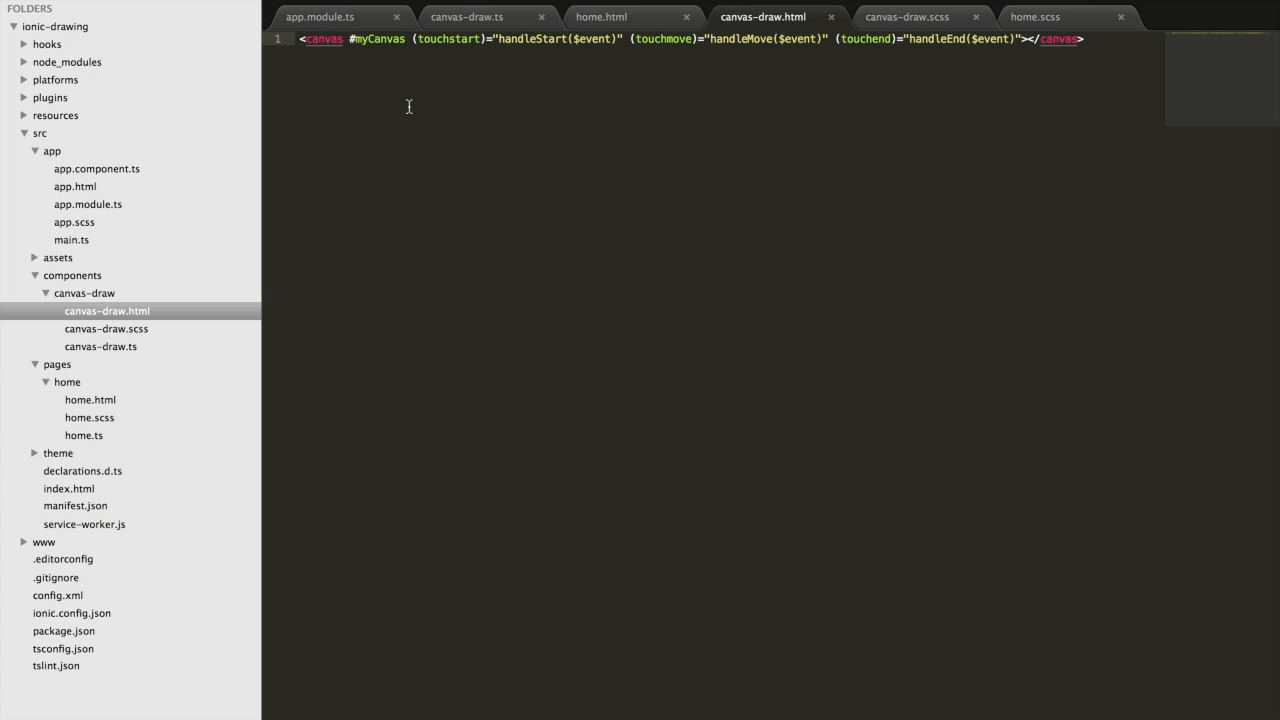 FOLDERS
ionic-drawing
hooks
node_modules
platforms
plugins
resources
src
app
app.component.ts
app.html
app.module.ts
app.scss
main.ts
assets
components
canvas-draw
canvas-draw.html
canvas-draw.scss
canvas-draw.ts
pages
home
home.html
home.scss
home.ts
theme
declarations.d.ts
index.html
manifest.json
service-worker.js
www
.editorconfig
.gitignore
config.xml
ionic.config.json
package.json
tsconfig.json
tslint.json
app.module.ts × canvas-draw.ts × home.html × canvas-draw.html × canvas-draw.scss × home.scss ×
1 <canvas #myCanvas (touchstart)="handleStart($event)" (touchmove)="handleMove($event)" (touchend)="handleEnd($event)"></canvas>